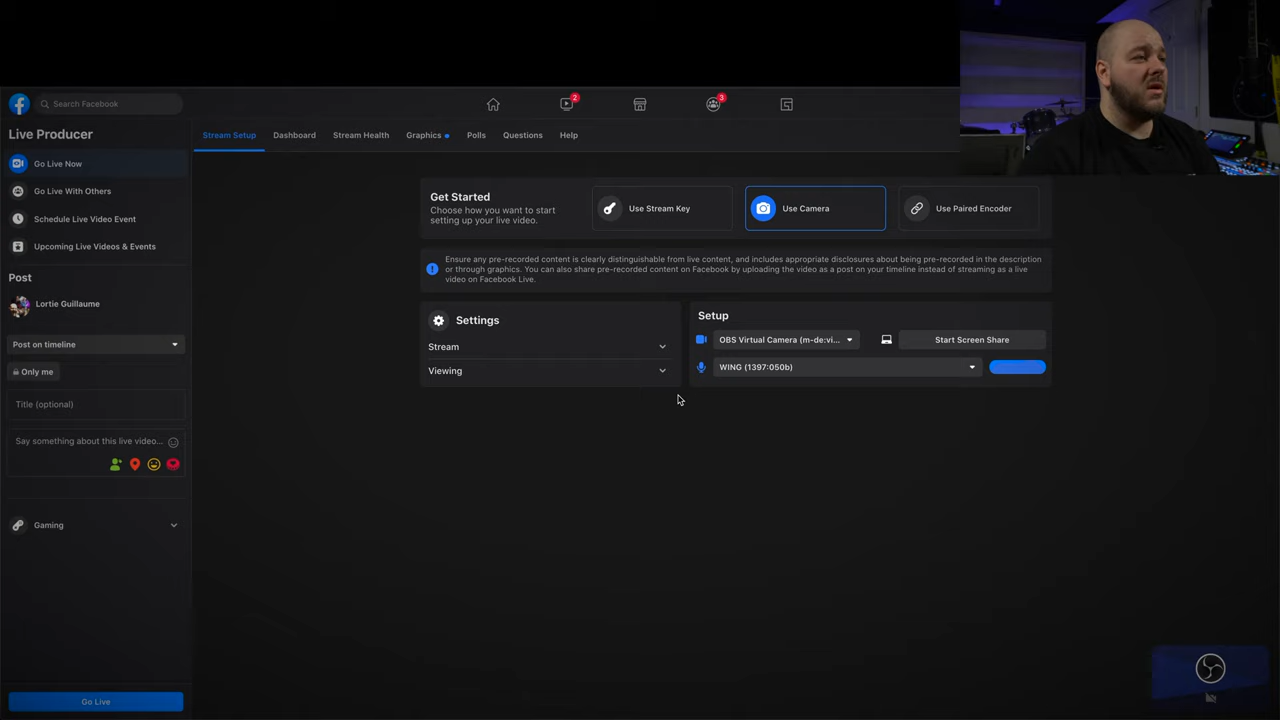 Search Facebook
2
3
Live Producer
Stream Setup
Dashboard
Stream Health
Graphics
Polls
Questions
Help
Go Live Now
Go Live With Others
Schedule Live Video Event
Upcoming Live Videos & Events
Post
Lortie Guillaume
Post on timeline
Only me
Title (optional)
Say something about this live video...
Gaming
Go Live
Get Started
Choose how you want to start
setting up your live video.
Use Stream Key
Use Camera
Use Paired Encoder
Ensure any pre-recorded content is clearly distinguishable from live content, and includes appropriate disclosures about being pre-recorded in the description
or through graphics. You can also share pre-recorded content on Facebook by uploading the video as a post on your timeline instead of streaming as a live
video on Facebook Live.
Settings
Stream
Viewing
Setup
OBS Virtual Camera (m-de:vi...
Start Screen Share
WING (1397:050b)